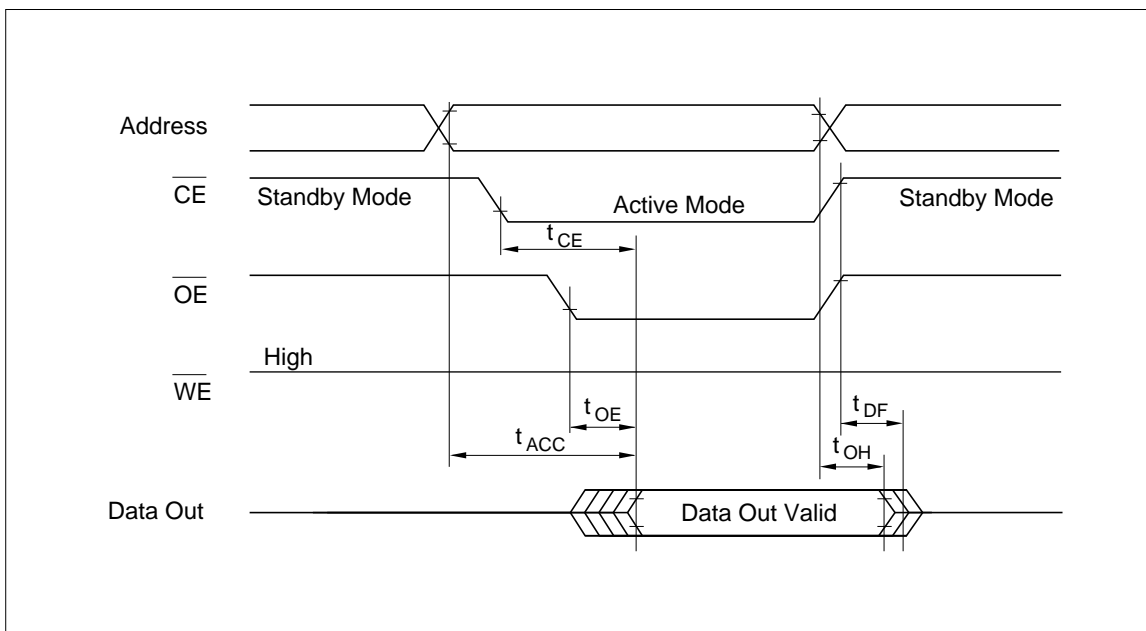 Address
CE
Standby Mode
Active Mode
Standby Mode
t CE
OE
High
WE
t OE
t DF
t ACC
t OH
Data Out
Data Out Valid